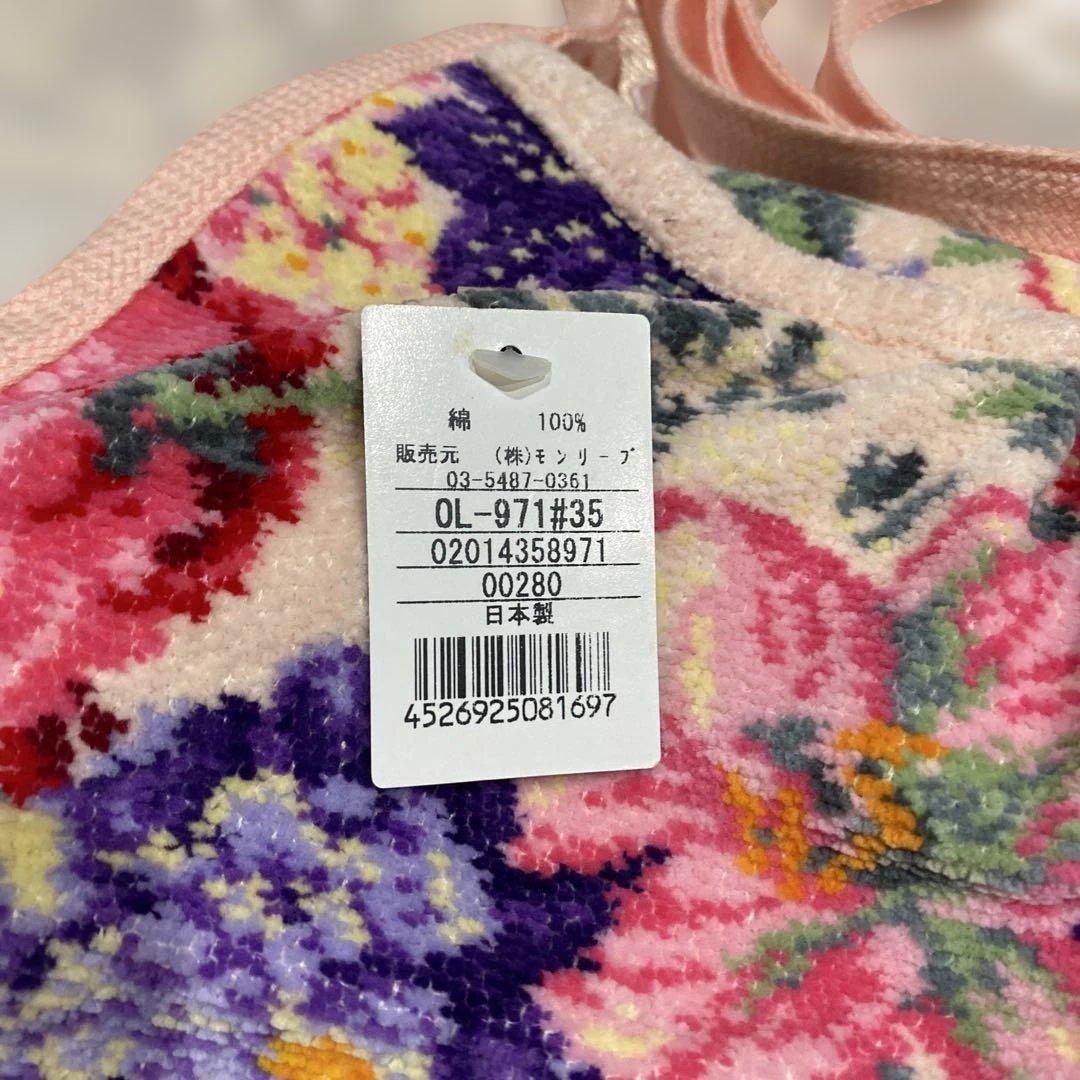 綿 100%
販売元 (株)モンリーブ
03-5487-0361
OL-971#35
02014358971
00280
日本製
4526925081697